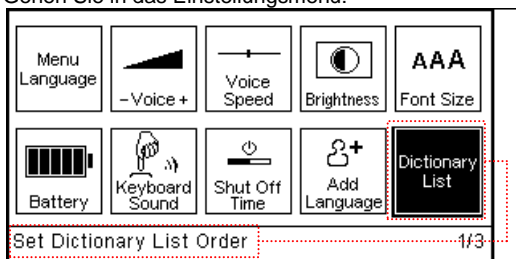 Gehen Sie in das Einstellungsmenü.
Menu
Language
- Voice +
Voice
Speed
Brightness
AAA
Font Size
Battery
Keyboard
Sound
Shut Off
Time
Add
Language
Dictionary
List
Set Dictionary List Order
1/3